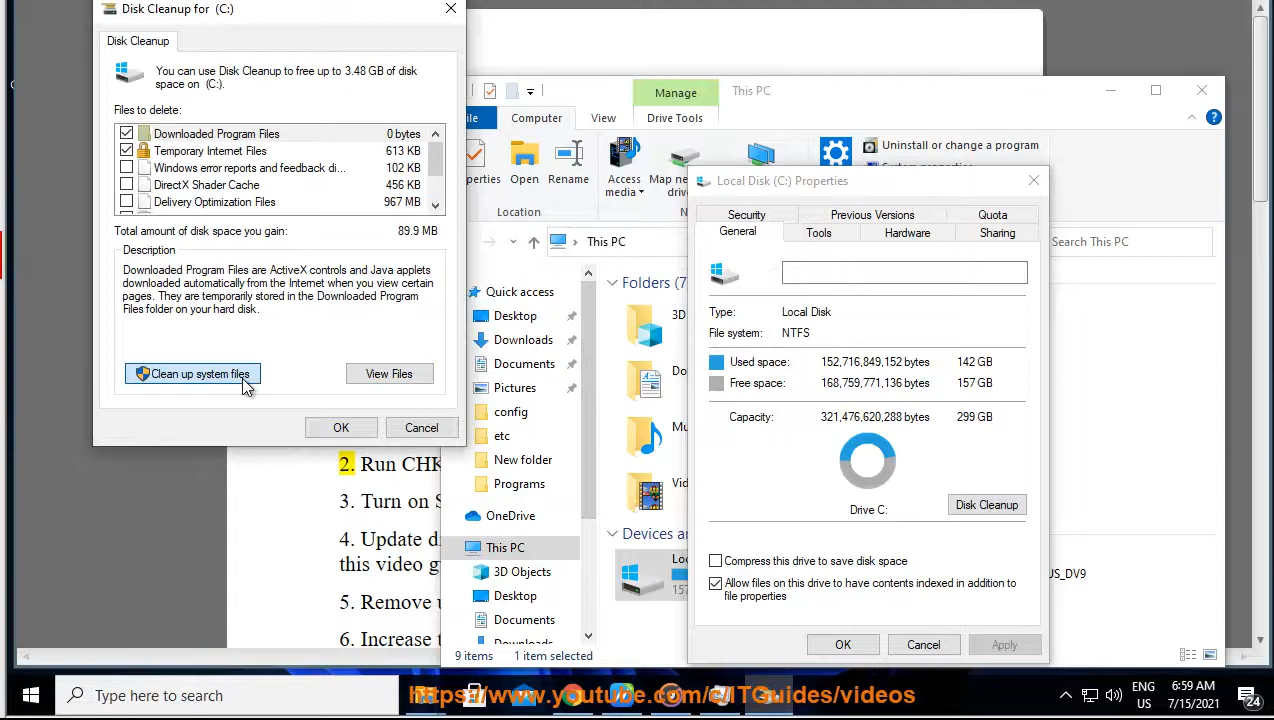 Disk Cleanup for (C:)
Disk Cleanup
You can use Disk Cleanup to free up to 3.48 GB of disk
space on (C:).
Files to delete:
Downloaded Program Files 0 bytes
Temporary Internet Files 613 KB
Windows error reports and feedback di... 102 KB
DirectX Shader Cache 456 KB
Delivery Optimization Files 967 MB
Total amount of disk space you gain: 89.9 MB
Description
Downloaded Program Files are ActiveX controls and Java applets
downloaded automatically from the Internet when you view certain
pages. They are temporarily stored in the Downloaded Program
Files folder on your hard disk.
Clean up system files
View Files
OK
Cancel
2. Run CHK
3. Turn on S
4. Update d
this video g
5. Remove u
6. Increase t
Manage
This PC
ile
Computer
View
Drive Tools
perties
Open
Rename
Access
media
Map ne
driv
Uninstall or change a program
Location
This PC
Search This PC
Quick access
Desktop
Downloads
Documents
Pictures
config
etc
New folder
Programs
OneDrive
This PC
3D Objects
Desktop
Documents
Folders (7
3D
Do
Mu
Vid
Devices a
Loc
157
US_DV9
9 items
1 item selected
Local Disk (C:) Properties
Security
Previous Versions
Quota
General
Tools
Hardware
Sharing
Type: Local Disk
File system: NTFS
Used space: 152,716,849,152 bytes 142 GB
Free space: 168,759,771,136 bytes 157 GB
Capacity: 321,476,620,288 bytes 299 GB
Drive C:
Disk Cleanup
Compress this drive to save disk space
Allow files on this drive to have contents indexed in addition to
file properties
OK
Cancel
Apply
Type here to search
https://www.youtube.com/c/ITGuides/videos
ENG
US
6:59 AM
7/15/2021
24